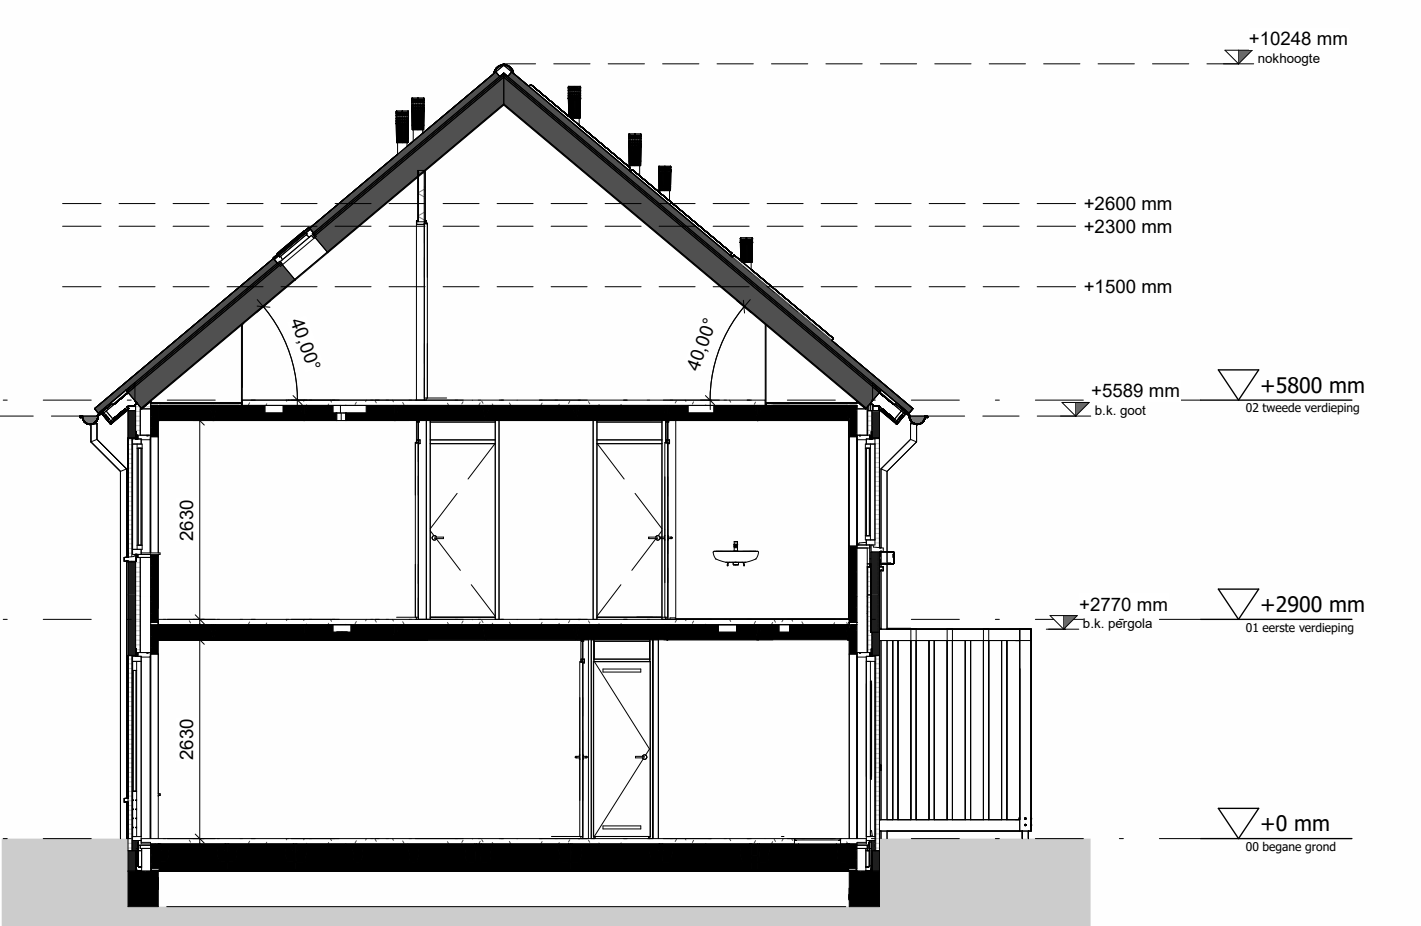 +10248 mm
nokhoogte
+2600 mm
+2300 mm
+1500 mm
40,00°
40,00°
+5589 mm
b.k. goot
+5800 mm
02 tweede verdieping
2630
+2770 mm
b.k. pergola
+2900 mm
01 eerste verdieping
2630
+0 mm
00 begane grond